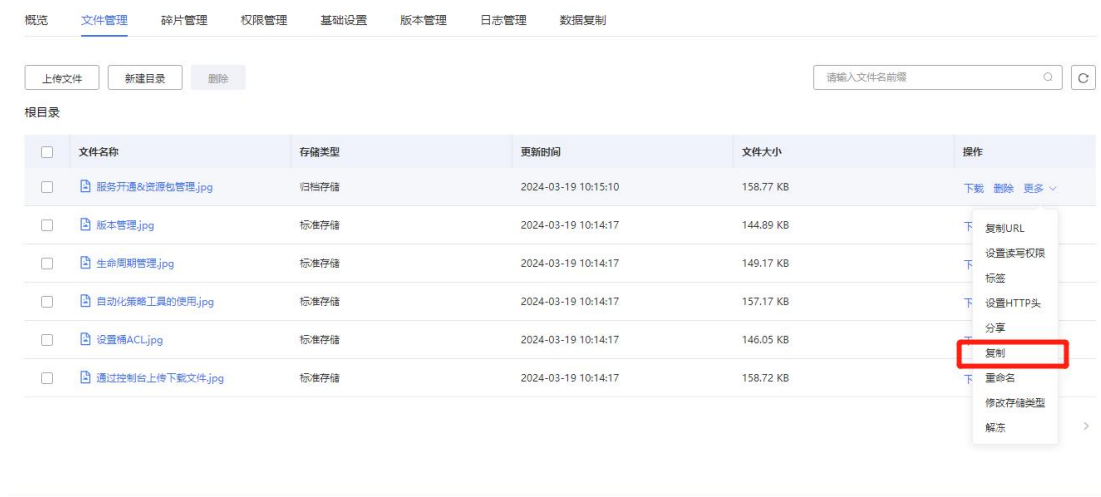 概览 文件管理 碎片管理 权限管理 基础设置 版本管理 日志管理 数据复制
上传文件 新建目录 删除 请输入文件名前缀
根目录
文件名称 存储类型 更新时间 文件大小 操作
服务开通&资源包管理.jpg 归档存储 2024-03-19 10:15:10 158.77 KB 下载 删除 更多
版本管理.jpg 标准存储 2024-03-19 10:14:17 144.89 KB 下
复制URL
设置读写权限
生命周期管理.jpg 标准存储 2024-03-19 10:14:17 149.17 KB 下
标签
自动化策略工具的使用.jpg 标准存储 2024-03-19 10:14:17 157.17 KB 下
设置HTTP头
分享
设置桶ACL.jpg 标准存储 2024-03-19 10:14:17 146.05 KB
复制
通过控制台上传下载文件.jpg 标准存储 2024-03-19 10:14:17 158.72 KB 下
重命名
修改存储类型
解冻